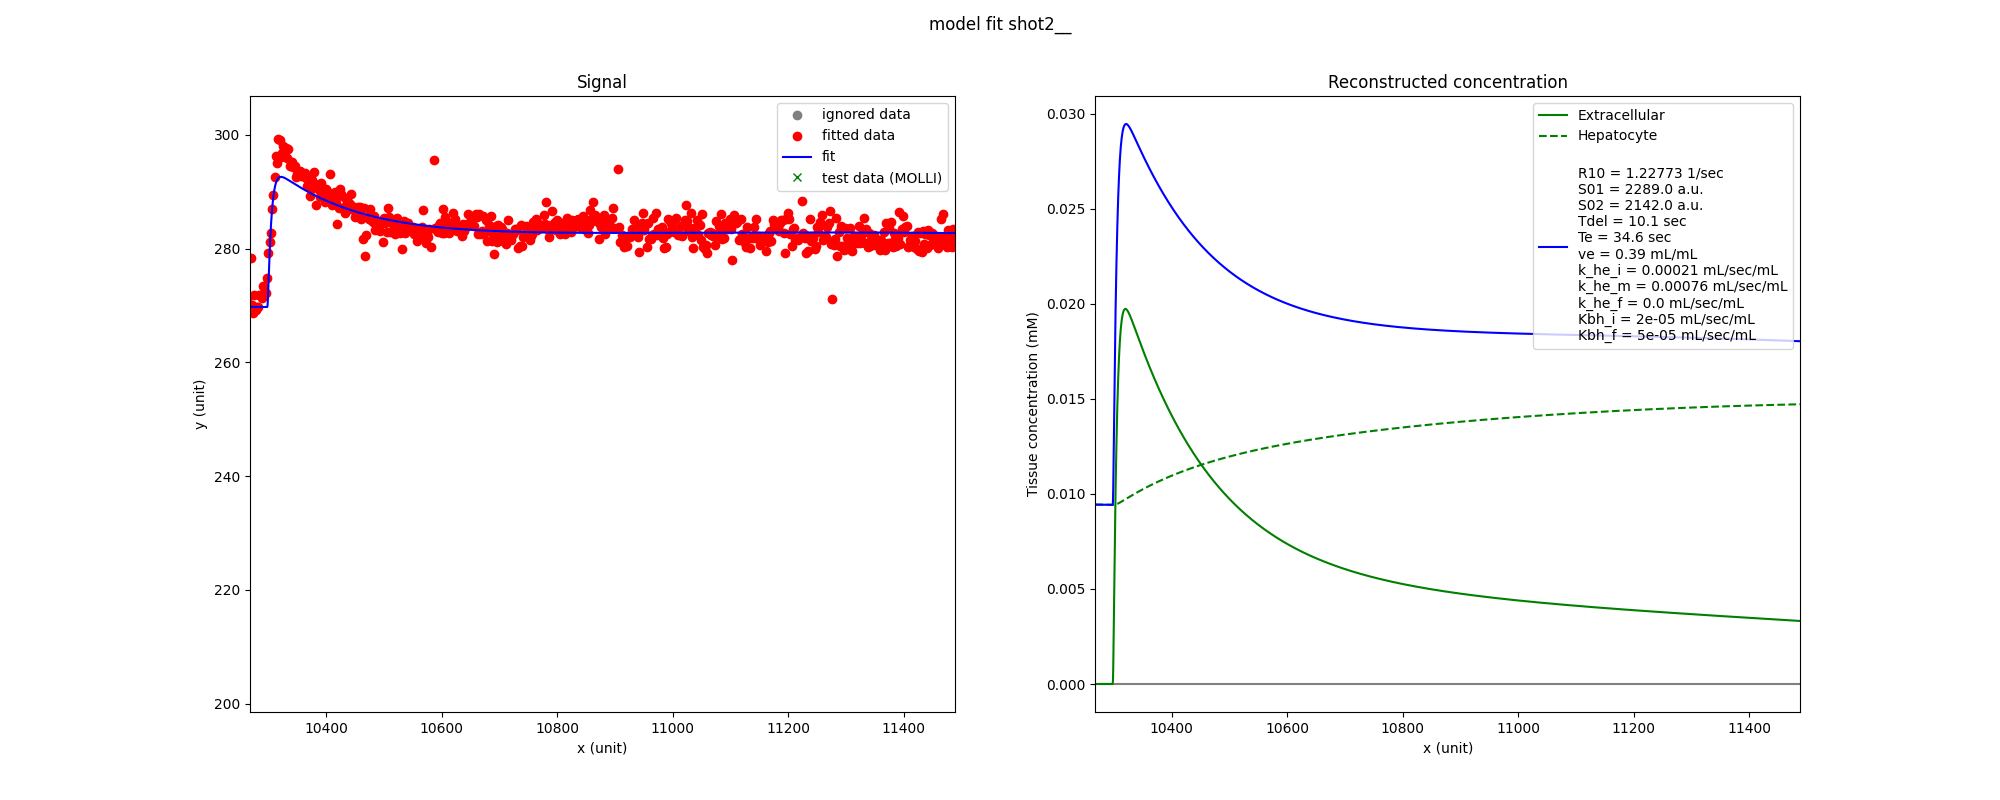 model fit shot2__
Signal
300
280
260
240
220
200
y (unit)
10400
10600
10800
11000
11200
11400
x (unit)
ignored data
fitted data
fit
test data (MOLLI)
Reconstructed concentration
0.030
0.025
0.020
0.015
0.010
0.005
0.000
Tissue concentration (mM)
10400
10600
10800
11000
11200
11400
x (unit)
Extracellular
Hepatocyte
R10 = 1.22773 1/sec
S01 = 2289.0 a.u.
S02 = 2142.0 a.u.
Tdel = 10.1 sec
Te = 34.6 sec
ve = 0.39 mL/mL
k_he_i = 0.00021 mL/sec/mL
k_he_m = 0.00076 mL/sec/mL
k_he_f = 0.0 mL/sec/mL
Kbh_i = 2e-05 mL/sec/mL
Kbh_f = 5e-05 mL/sec/mL